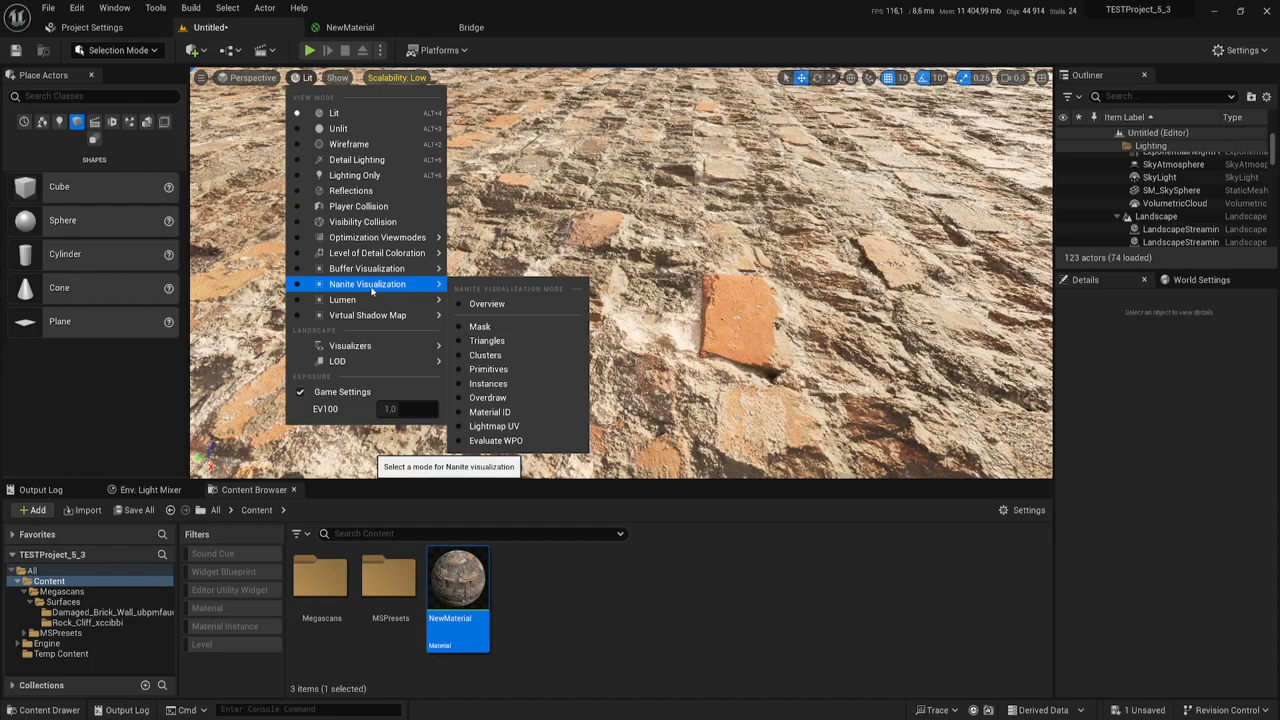 File Edit Window Tools Build Select Actor Help
FPS: 116,1 / 8,6 ms Mem: 11 404,99 mb Objs: 44 914 Stalls: 24
TESTProject_5_3
Project Settings
Untitled*
NewMaterial
Bridge
Selection Mode
Platforms
Settings
Place Actors
Search Classes
SHAPES
Cube
Sphere
Cylinder
Cone
Plane
Perspective
Lit
Show
Scalability: Low
10
10°
0,25
0,3
VIEW MODE
Lit ALT+4
Unlit ALT+3
Wireframe ALT+2
Detail Lighting ALT+5
Lighting Only ALT+6
Reflections
Player Collision
Visibility Collision
Optimization Viewmodes
Level of Detail Coloration
Buffer Visualization
Nanite Visualization
Lumen
Virtual Shadow Map
LANDSCAPE
Visualizers
LOD
EXPOSURE
Game Settings
EV100 1,0
NANITE VISUALIZATION MODE
Overview
Mask
Triangles
Clusters
Primitives
Instances
Overdraw
Material ID
Lightmap UV
Evaluate WPO
Select a mode for Nanite visualization
Outliner
Search...
Item Label Type
Untitled (Editor)
Lighting
SkyAtmosphere SkyAtmosp
SkyLight SkyLight
SM_SkySphere StaticMesh
VolumetricCloud Volumetric
Landscape Landscape
LandscapeStreamin Landscape
LandscapeStreamin Landscape
123 actors (74 loaded)
Details
World Settings
Select an object to view details.
Output Log
Env. Light Mixer
Content Browser
Add
Import
Save All
All
Content
Settings
Favorites
TESTProject_5_3
All
Content
Megascans
Surfaces
Damaged_Brick_Wall_ubpmfau
Rock_Cliff_xccibbi
MSPresets
Engine
Temp Content
Collections
Filters
Sound Cue
Widget Blueprint
Editor Utility Widget
Material
Material Instance
Level
Search Content
Megascans
MSPresets
NewMaterial
Material
3 items (1 selected)
Content Drawer
Output Log
Cmd
Enter Console Command
Trace
Derived Data
1 Unsaved
Revision Control